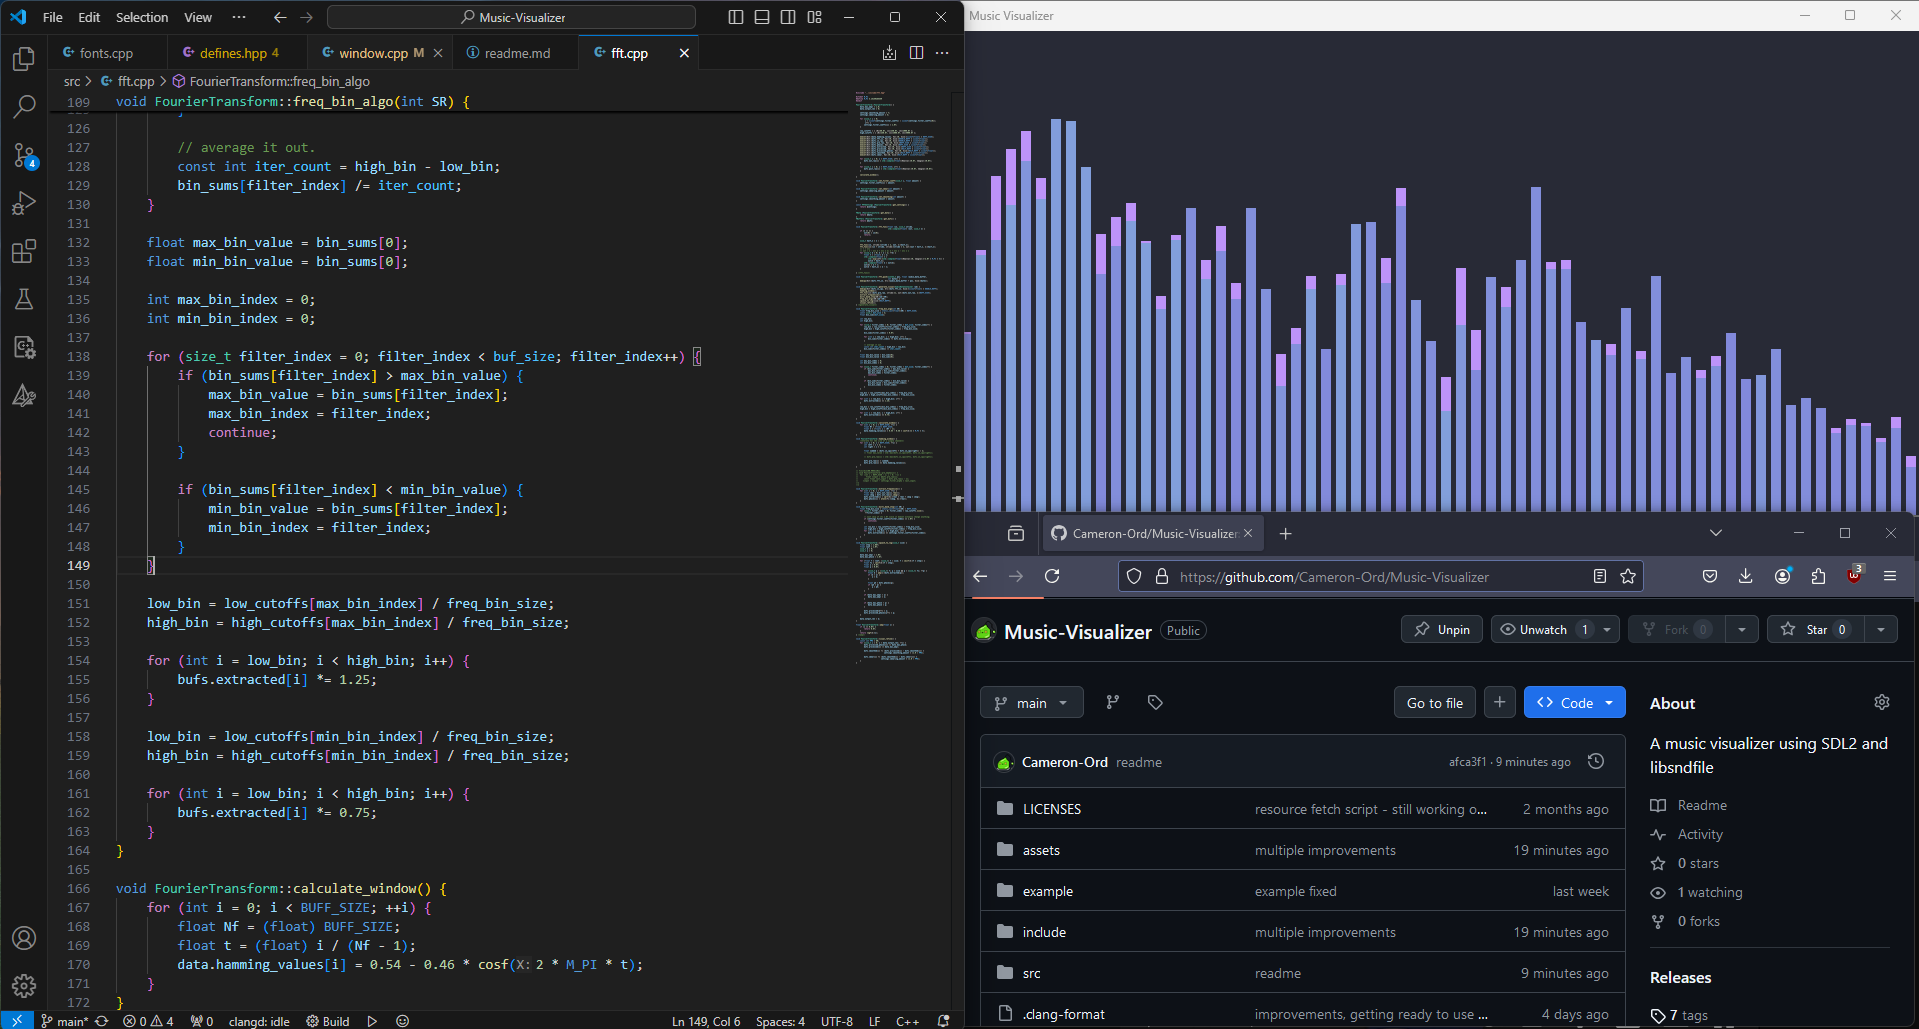 File Edit Selection View ··· Music-Visualizer
fonts.cpp defines.hpp 4 window.cpp M readme.md fft.cpp
src > fft.cpp > FourierTransform::freq_bin_algo
109 void FourierTransform::freq_bin_algo(int SR) {
126
127 // average it out.
128 const int iter_count = high_bin - low_bin;
129 bin_sums[filter_index] /= iter_count;
130 }
131
132 float max_bin_value = bin_sums[0];
133 float min_bin_value = bin_sums[0];
134
135 int max_bin_index = 0;
136 int min_bin_index = 0;
137
138 for (size_t filter_index = 0; filter_index < buf_size; filter_index++) {
139 if (bin_sums[filter_index] > max_bin_value) {
140 max_bin_value = bin_sums[filter_index];
141 max_bin_index = filter_index;
142 continue;
143 }
144
145 if (bin_sums[filter_index] < min_bin_value) {
146 min_bin_value = bin_sums[filter_index];
147 min_bin_index = filter_index;
148 }
149 }
150
151 low_bin = low_cutoffs[max_bin_index] / freq_bin_size;
152 high_bin = high_cutoffs[max_bin_index] / freq_bin_size;
153
154 for (int i = low_bin; i < high_bin; i++) {
155 bufs.extracted[i] *= 1.25;
156 }
157
158 low_bin = low_cutoffs[min_bin_index] / freq_bin_size;
159 high_bin = high_cutoffs[min_bin_index] / freq_bin_size;
160
161 for (int i = low_bin; i < high_bin; i++) {
162 bufs.extracted[i] *= 0.75;
163 }
164 }
165
166 void FourierTransform::calculate_window() {
167 for (int i = 0; i < BUFF_SIZE; ++i) {
168 float Nf = (float) BUFF_SIZE;
169 float t = (float) i / (Nf - 1);
170 data.hamming_values[i] = 0.54 - 0.46 * cosf(X: 2 * M_PI * t);
171 }
172 }
4
main* 0 4 0 clangd: idle Build Ln 149, Col 6 Spaces: 4 UTF-8 LF C++
Music Visualizer
Cameron-Ord/Music-Visualizer
https://github.com/Cameron-Ord/Music-Visualizer 3
Music-Visualizer Public Unpin Unwatch 1 Fork 0 Star 0
main Go to file Code
Cameron-Ord readme afca3f1 · 9 minutes ago
LICENSES resource fetch script - still working o... 2 months ago
assets multiple improvements 19 minutes ago
example example fixed last week
include multiple improvements 19 minutes ago
src readme 9 minutes ago
.clang-format improvements, getting ready to use ... 4 days ago
About
A music visualizer using SDL2 and
libsndfile
Readme
Activity
0 stars
1 watching
0 forks
Releases
7 tags